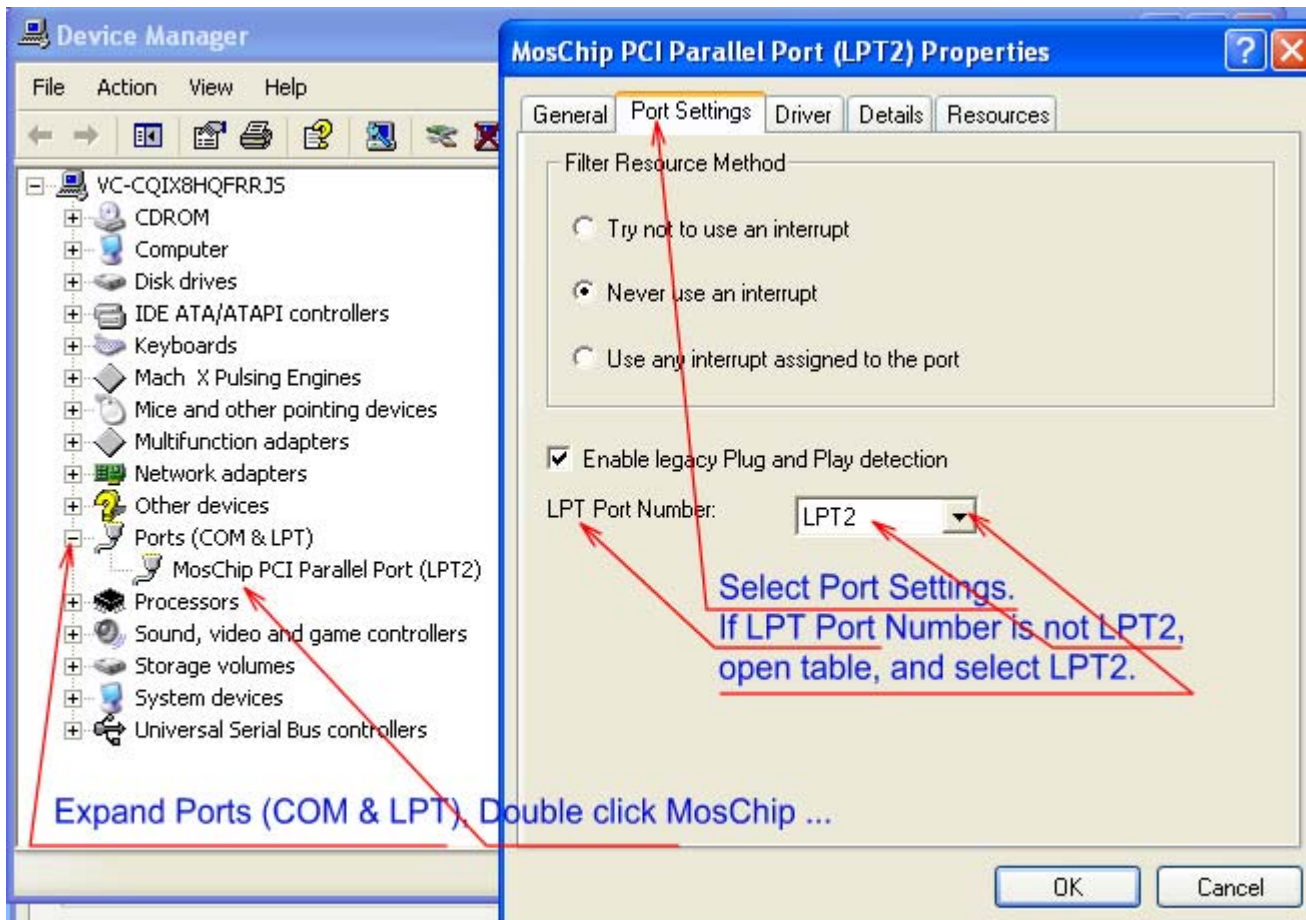 Device Manager
File Action View Help
VC-CQIX8HQFRRJS
CDROM
Computer
Disk drives
IDE ATA/ATAPI controllers
Keyboards
Mach X Pulsing Engines
Mice and other pointing devices
Multifunction adapters
Network adapters
Other devices
Ports (COM & LPT)
MosChip PCI Parallel Port (LPT2)
Processors
Sound, video and game controllers
Storage volumes
System devices
Universal Serial Bus controllers
Expand Ports (COM & LPT), Double click MosChip ...
MosChip PCI Parallel Port (LPT2) Properties
General Port Settings Driver Details Resources
Filter Resource Method
Try not to use an interrupt
Never use an interrupt
Use any interrupt assigned to the port
Enable legacy Plug and Play detection
LPT Port Number: LPT2
Select Port Settings.
If LPT Port Number is not LPT2,
open table, and select LPT2.
OK Cancel